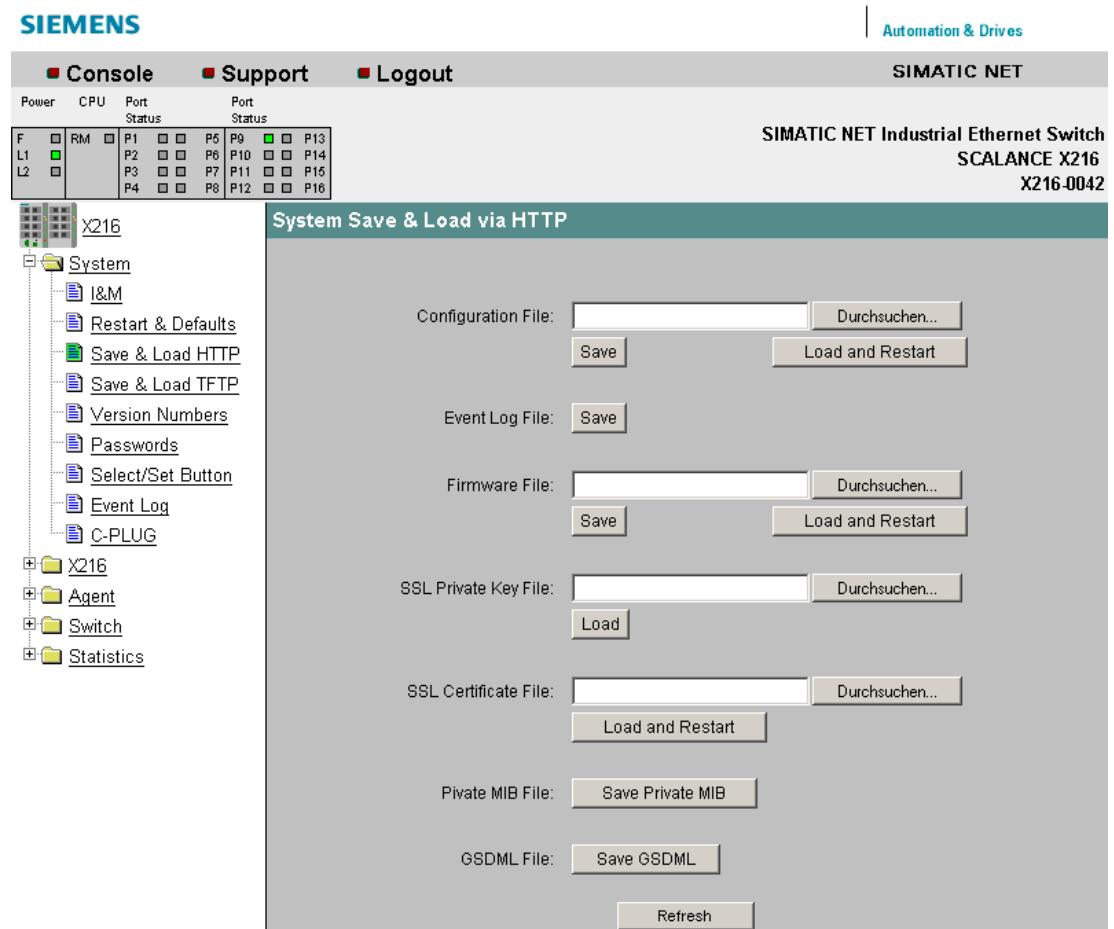 SIEMENS
Automation & Drives
Console Support Logout SIMATIC NET
Power CPU Port Status Port Status
F RM P1 P5 P9 P13
L1 P2 P6 P10 P14
L2 P3 P7 P11 P15
P4 P8 P12 P16
SIMATIC NET Industrial Ethernet Switch
SCALANCE X216
X216-0042
X216
System
I&M
Restart & Defaults
Save & Load HTTP
Save & Load TFTP
Version Numbers
Passwords
Select/Set Button
Event Log
C-PLUG
X216
Agent
Switch
Statistics
System Save & Load via HTTP
Configuration File: Durchsuchen...
Save Load and Restart
Event Log File: Save
Firmware File: Durchsuchen...
Save Load and Restart
SSL Private Key File: Durchsuchen...
Load
SSL Certificate File: Durchsuchen...
Load and Restart
Pivate MIB File: Save Private MIB
GSDML File: Save GSDML
Refresh